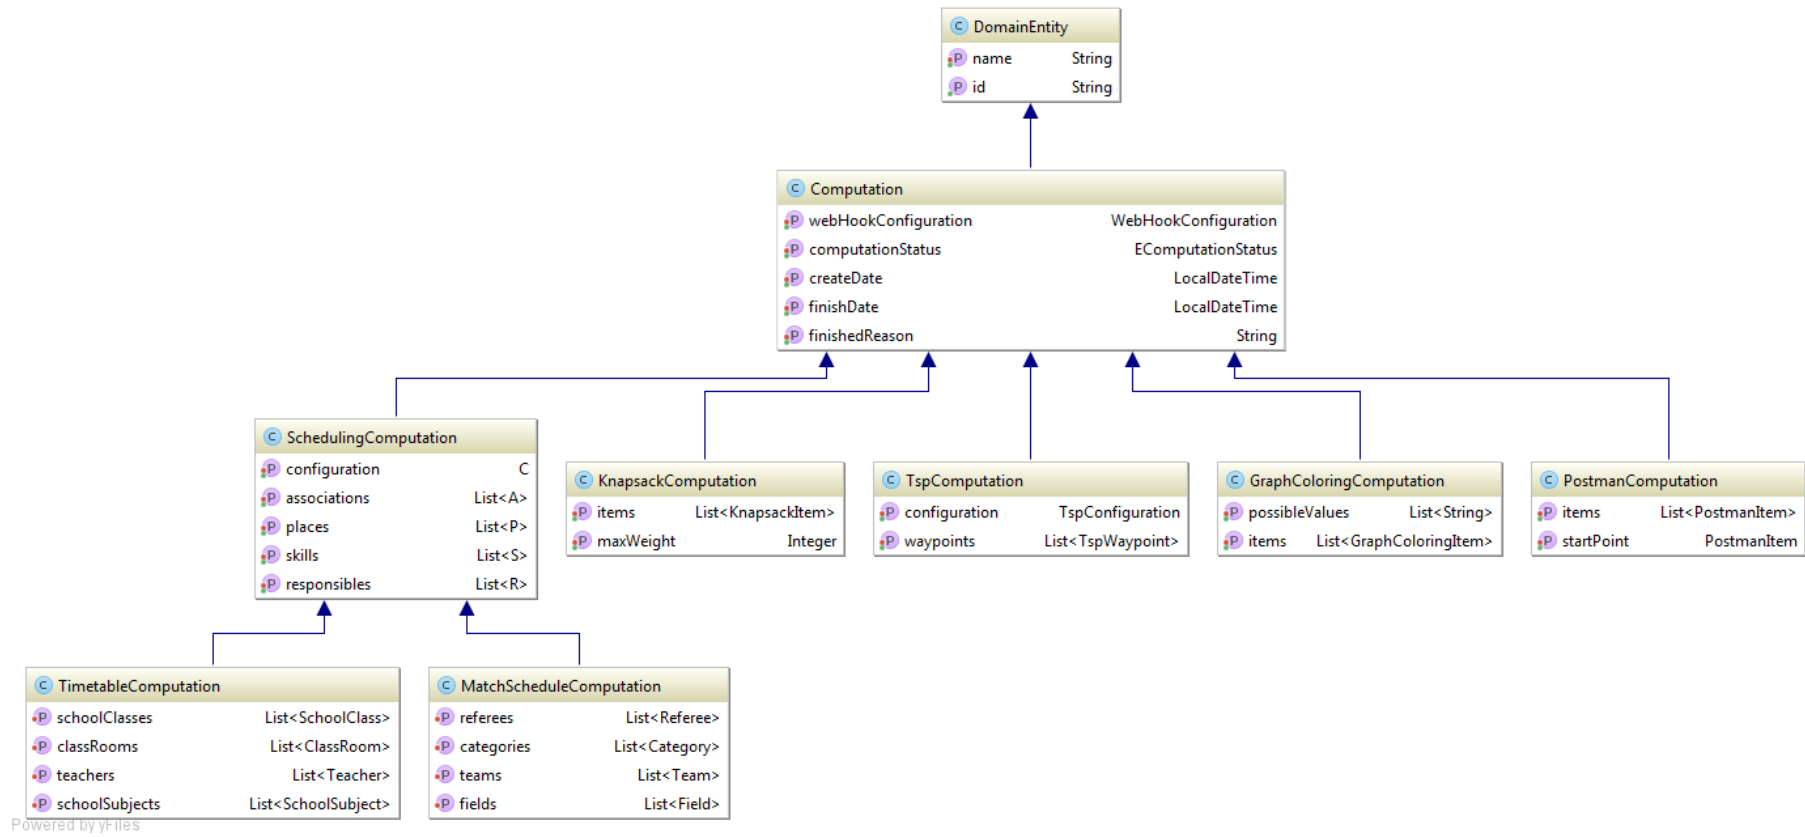 DomainEntity
name String
id String
Computation
webHookConfiguration WebHookConfiguration
computationStatus EComputationStatus
createDate LocalDateTime
finishDate LocalDateTime
finishedReason String
SchedulingComputation
configuration C
associations List<A>
places List<P>
skills List<S>
responsibles List<R>
KnapsackComputation
items List<KnapsackItem>
maxWeight Integer
TspComputation
configuration TspConfiguration
waypoints List<TspWaypoint>
GraphColoringComputation
possibleValues List<String>
items List<GraphColoringItem>
PostmanComputation
items List<PostmanItem>
startPoint PostmanItem
TimetableComputation
schoolClasses List<SchoolClass>
classRooms List<ClassRoom>
teachers List<Teacher>
schoolSubjects List<SchoolSubject>
MatchScheduleComputation
referees List<Referee>
categories List<Category>
teams List<Team>
fields List<Field>
Powered by yFiles